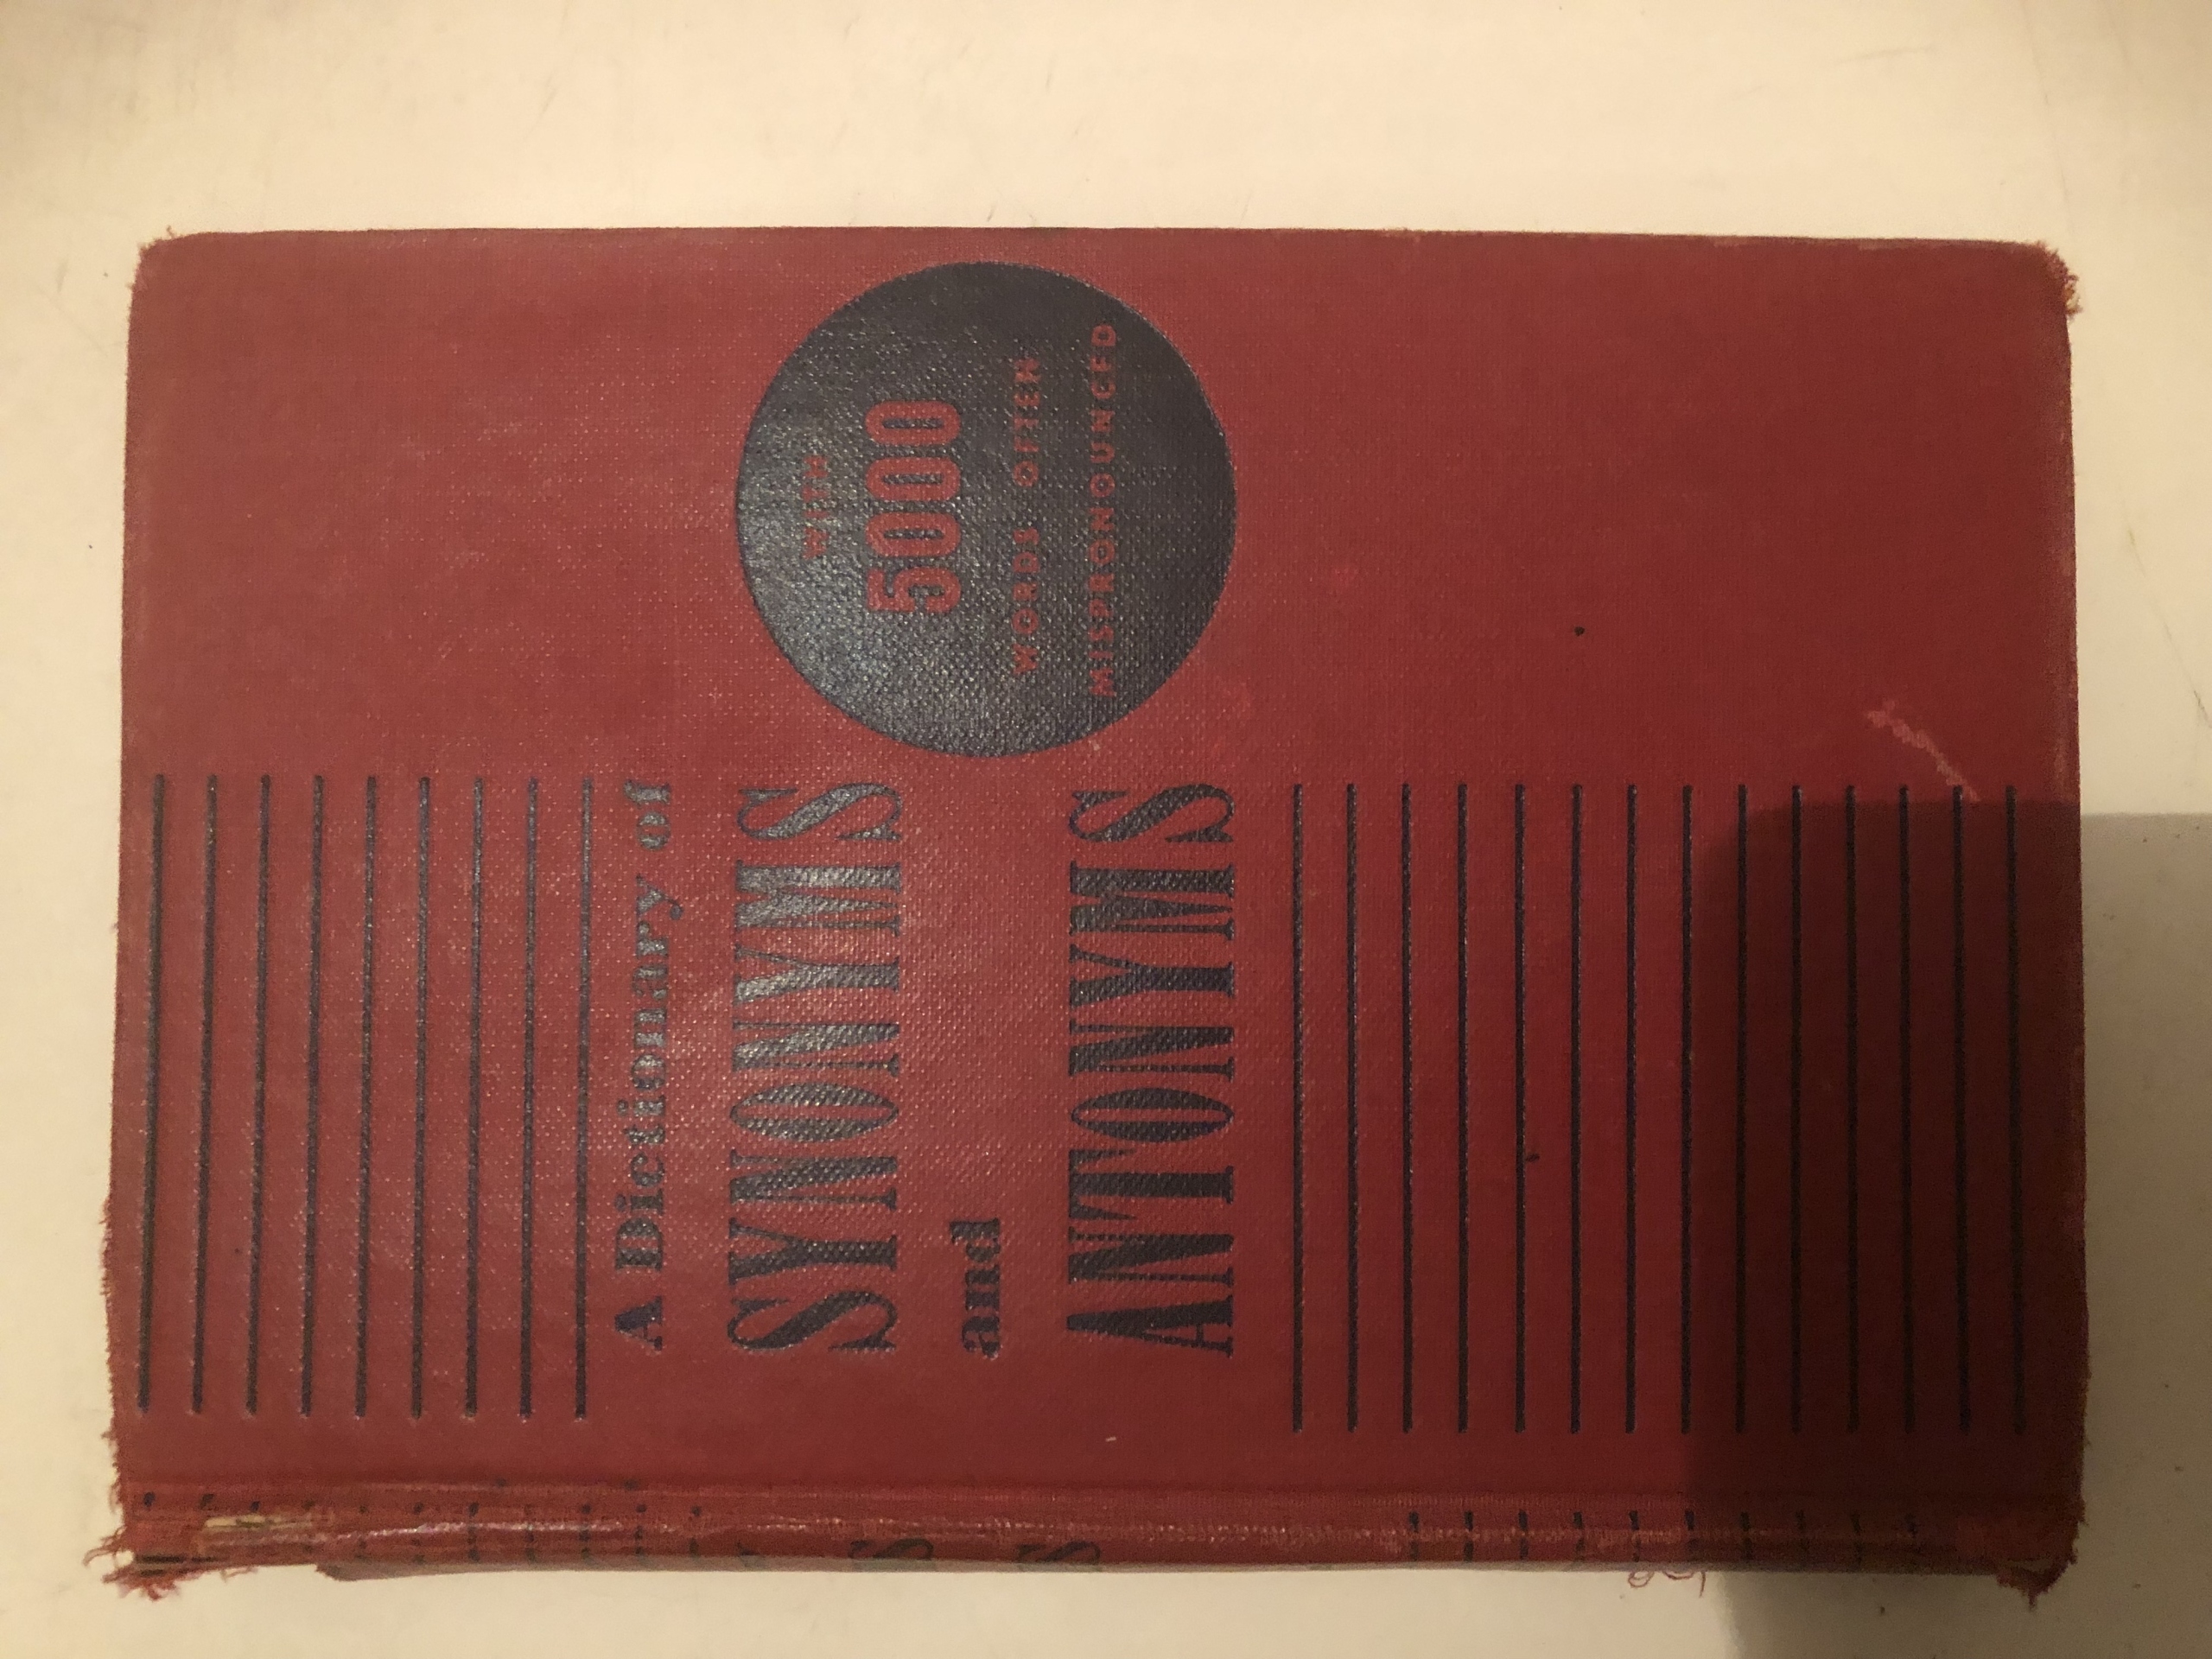 A Dictionary of
SYNONYMS
and
ANTONYMS
WITH
5000
WORDS OFTEN
MISPRONOUNCED